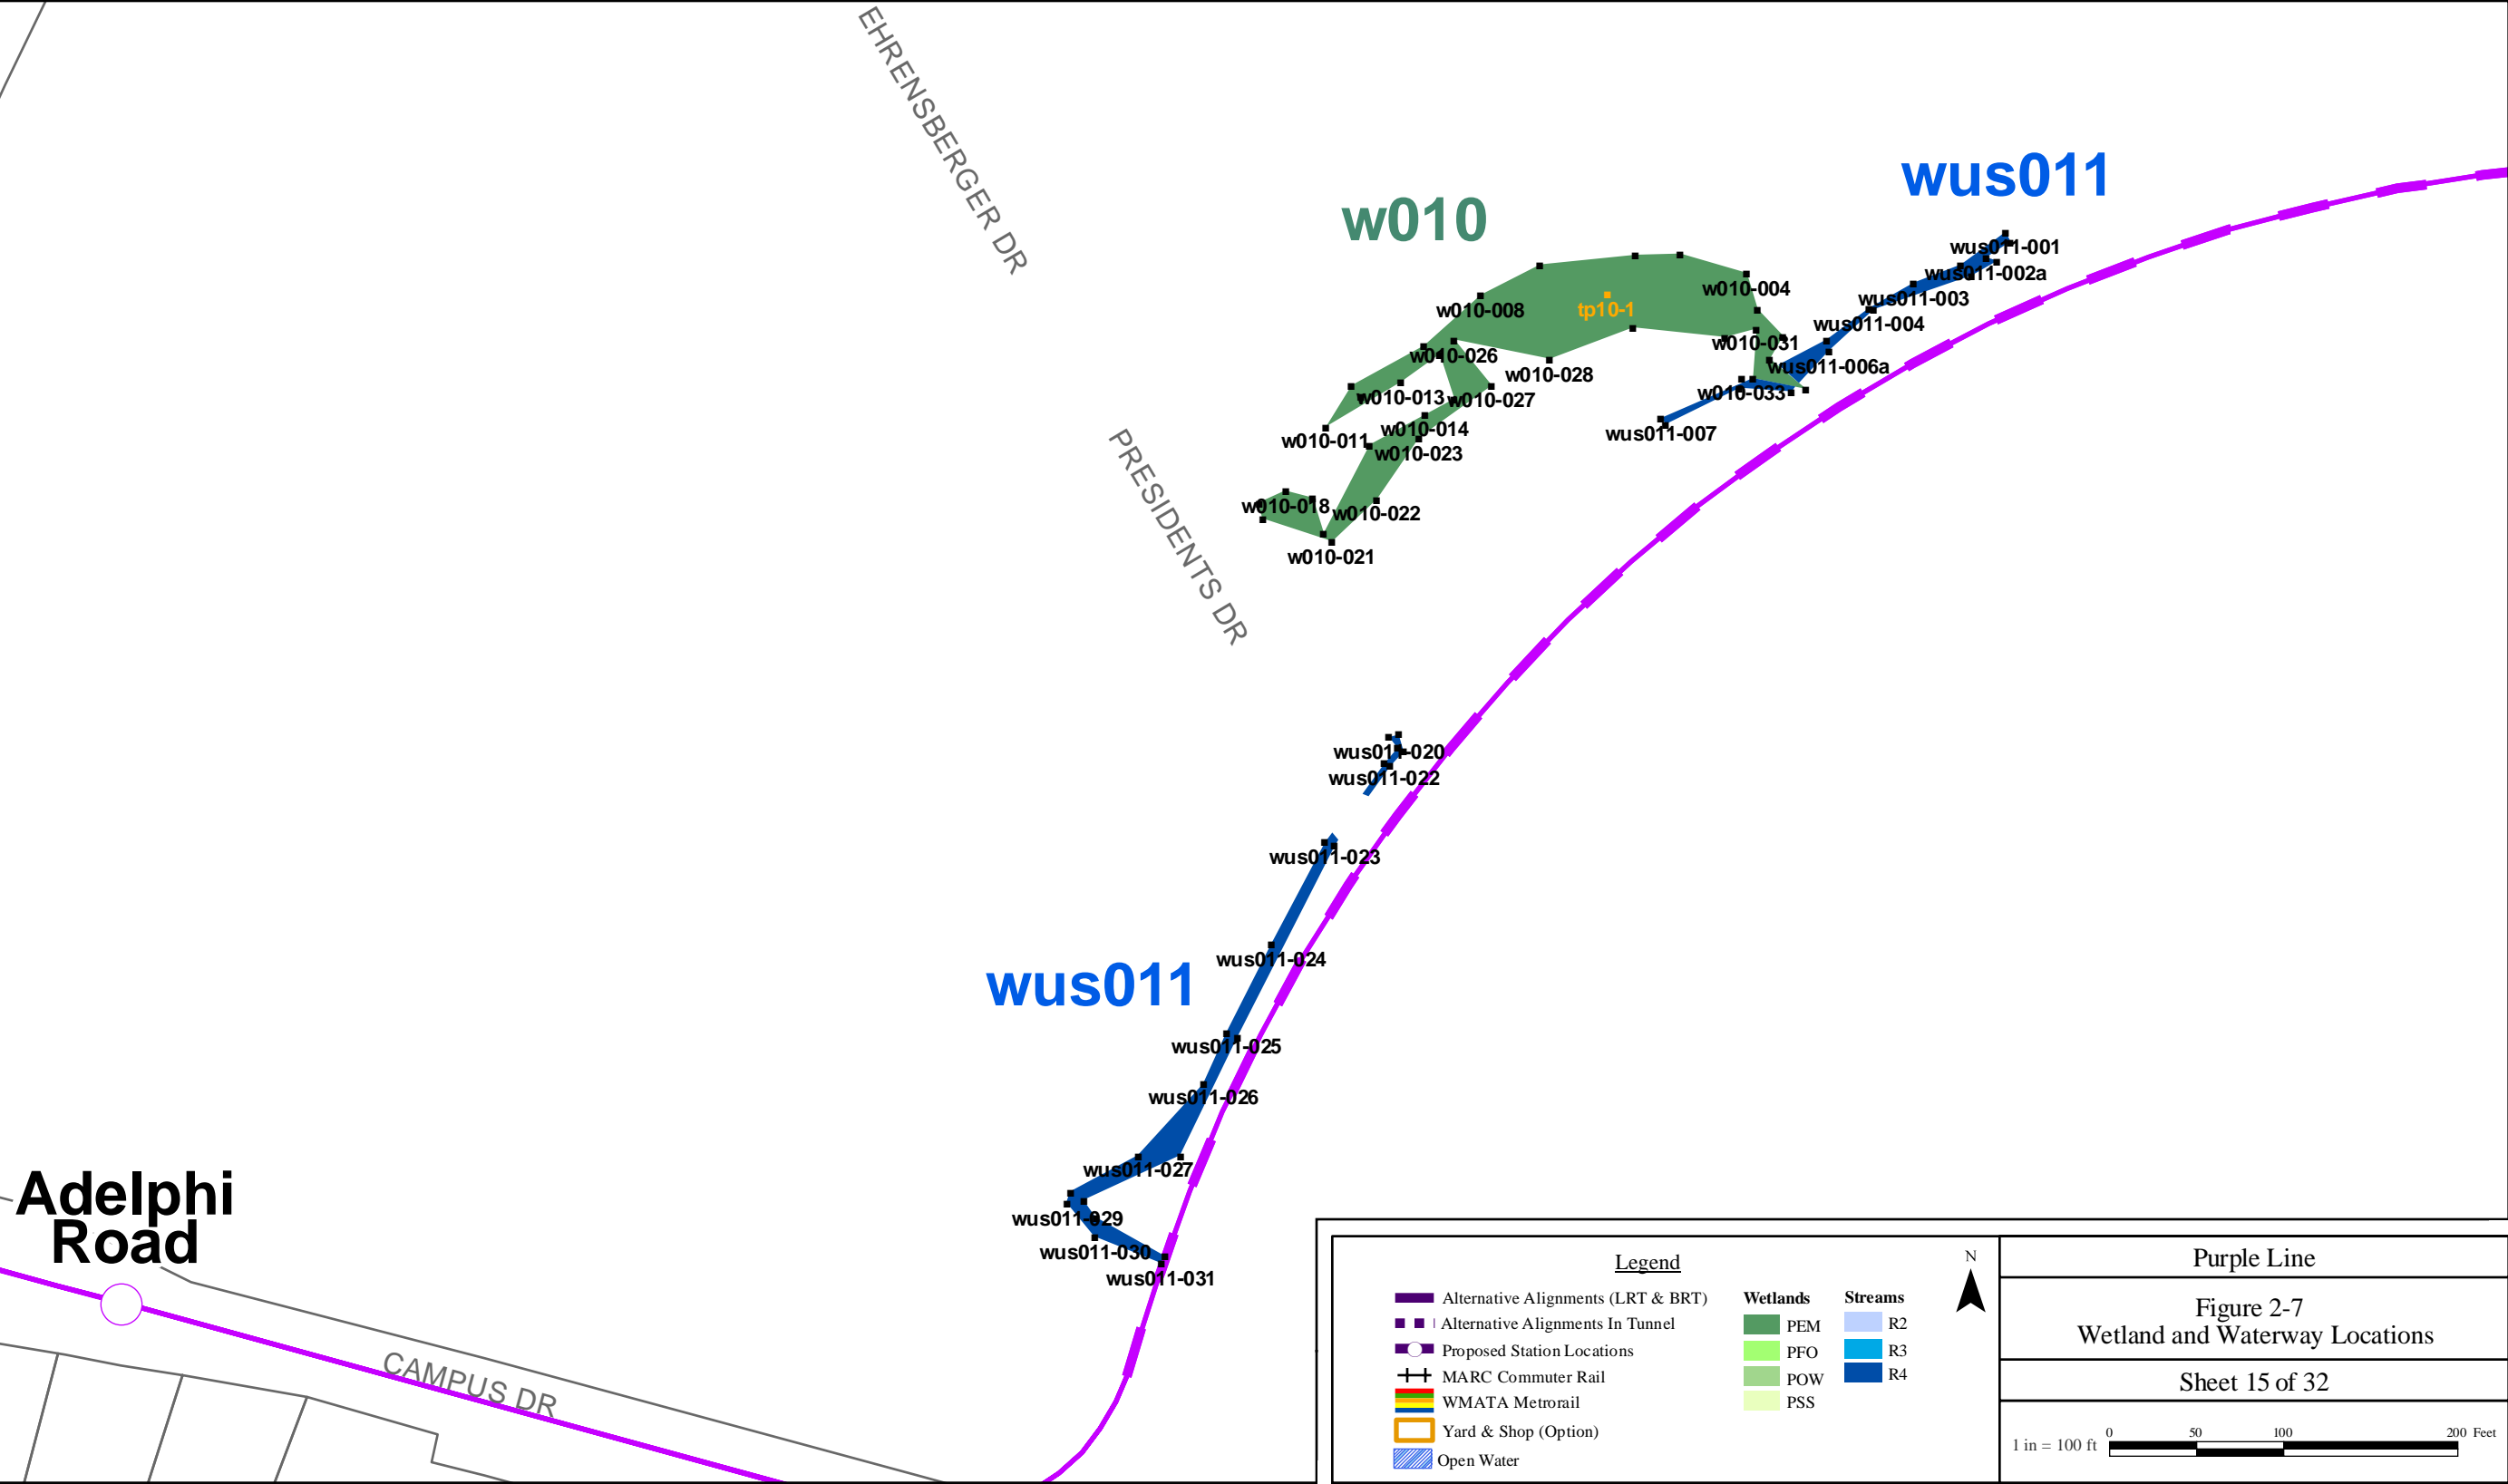 EHRENSBERGER DR
wus011
w010
wus011-001
wus011-002a
w010-004
wus011-003
w010-008
tp10-1
wus011-004
w010-031
w010-026
wus011-006a
w010-028
w010-033
w010-013
w010-027
w010-014
wus011-007
w010-011
w010-023
PRESIDENTS DR
w010-018
w010-022
w010-021
wus011-020
wus011-022
wus011-023
wus011-024
wus011
wus011-025
wus011-026
wus011-027
Adelphi
Road
wus011-029
wus011-030
wus011-031
CAMPUS DR
Legend
Alternative Alignments (LRT & BRT)
Alternative Alignments In Tunnel
Proposed Station Locations
MARC Commuter Rail
WMATA Metrorail
Yard & Shop (Option)
Open Water
Wetlands
PEM
PFO
POW
PSS
Streams
R2
R3
R4
N
Purple Line
Figure 2-7
Wetland and Waterway Locations
Sheet 15 of 32
1 in = 100 ft
0 50 100 200 Feet